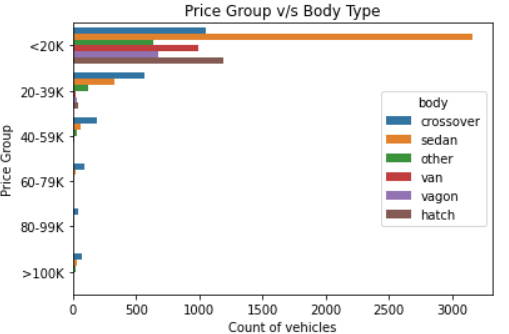 Price Group v/s Body Type
<20K
20-39K
40-59K
60-79K
80-99K
>100K
Price Group
body
crossover
sedan
other
van
vagon
hatch
0 500 1000 1500 2000 2500 3000
Count of vehicles